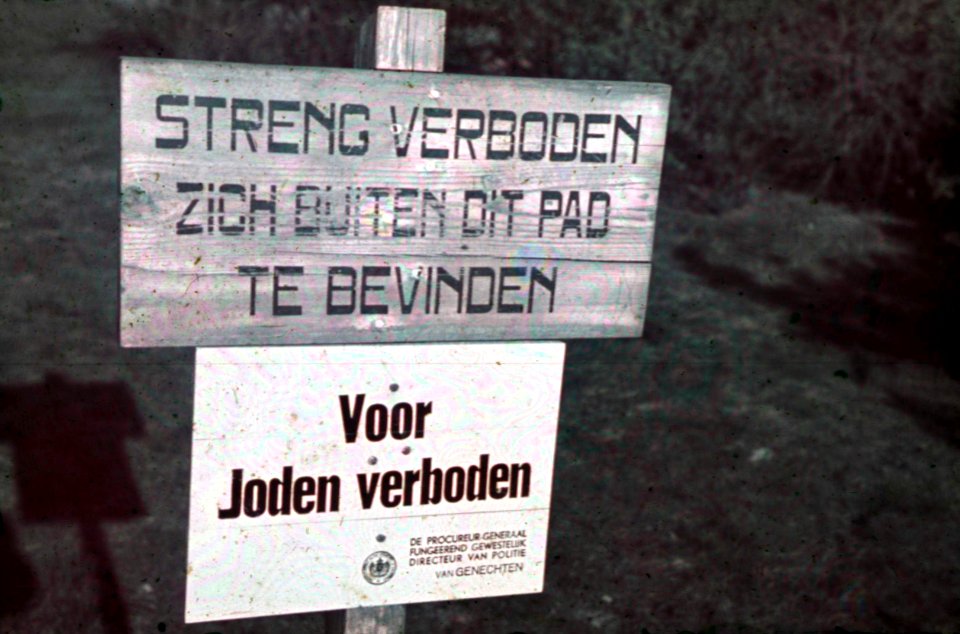 STRENG VERBODEN
ZICH BUITEN DIT PAD
TE BEVINDEN
Voor
Joden verboden
DE PROCUREUR-GENERAAL
FUNGEEREND GEWESTELIJK
DIRECTEUR VAN POLITIE
VAN GENECHTEN